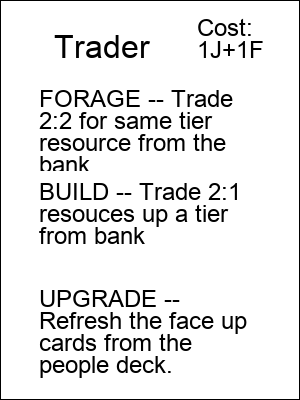 Cost:
Trader 1J+1F
FORAGE -- Trade
2:2 for same tier
resource from the
bank
BUILD -- Trade 2:1
resouces up a tier
from bank
UPGRADE --
Refresh the face up
cards from the
people deck.